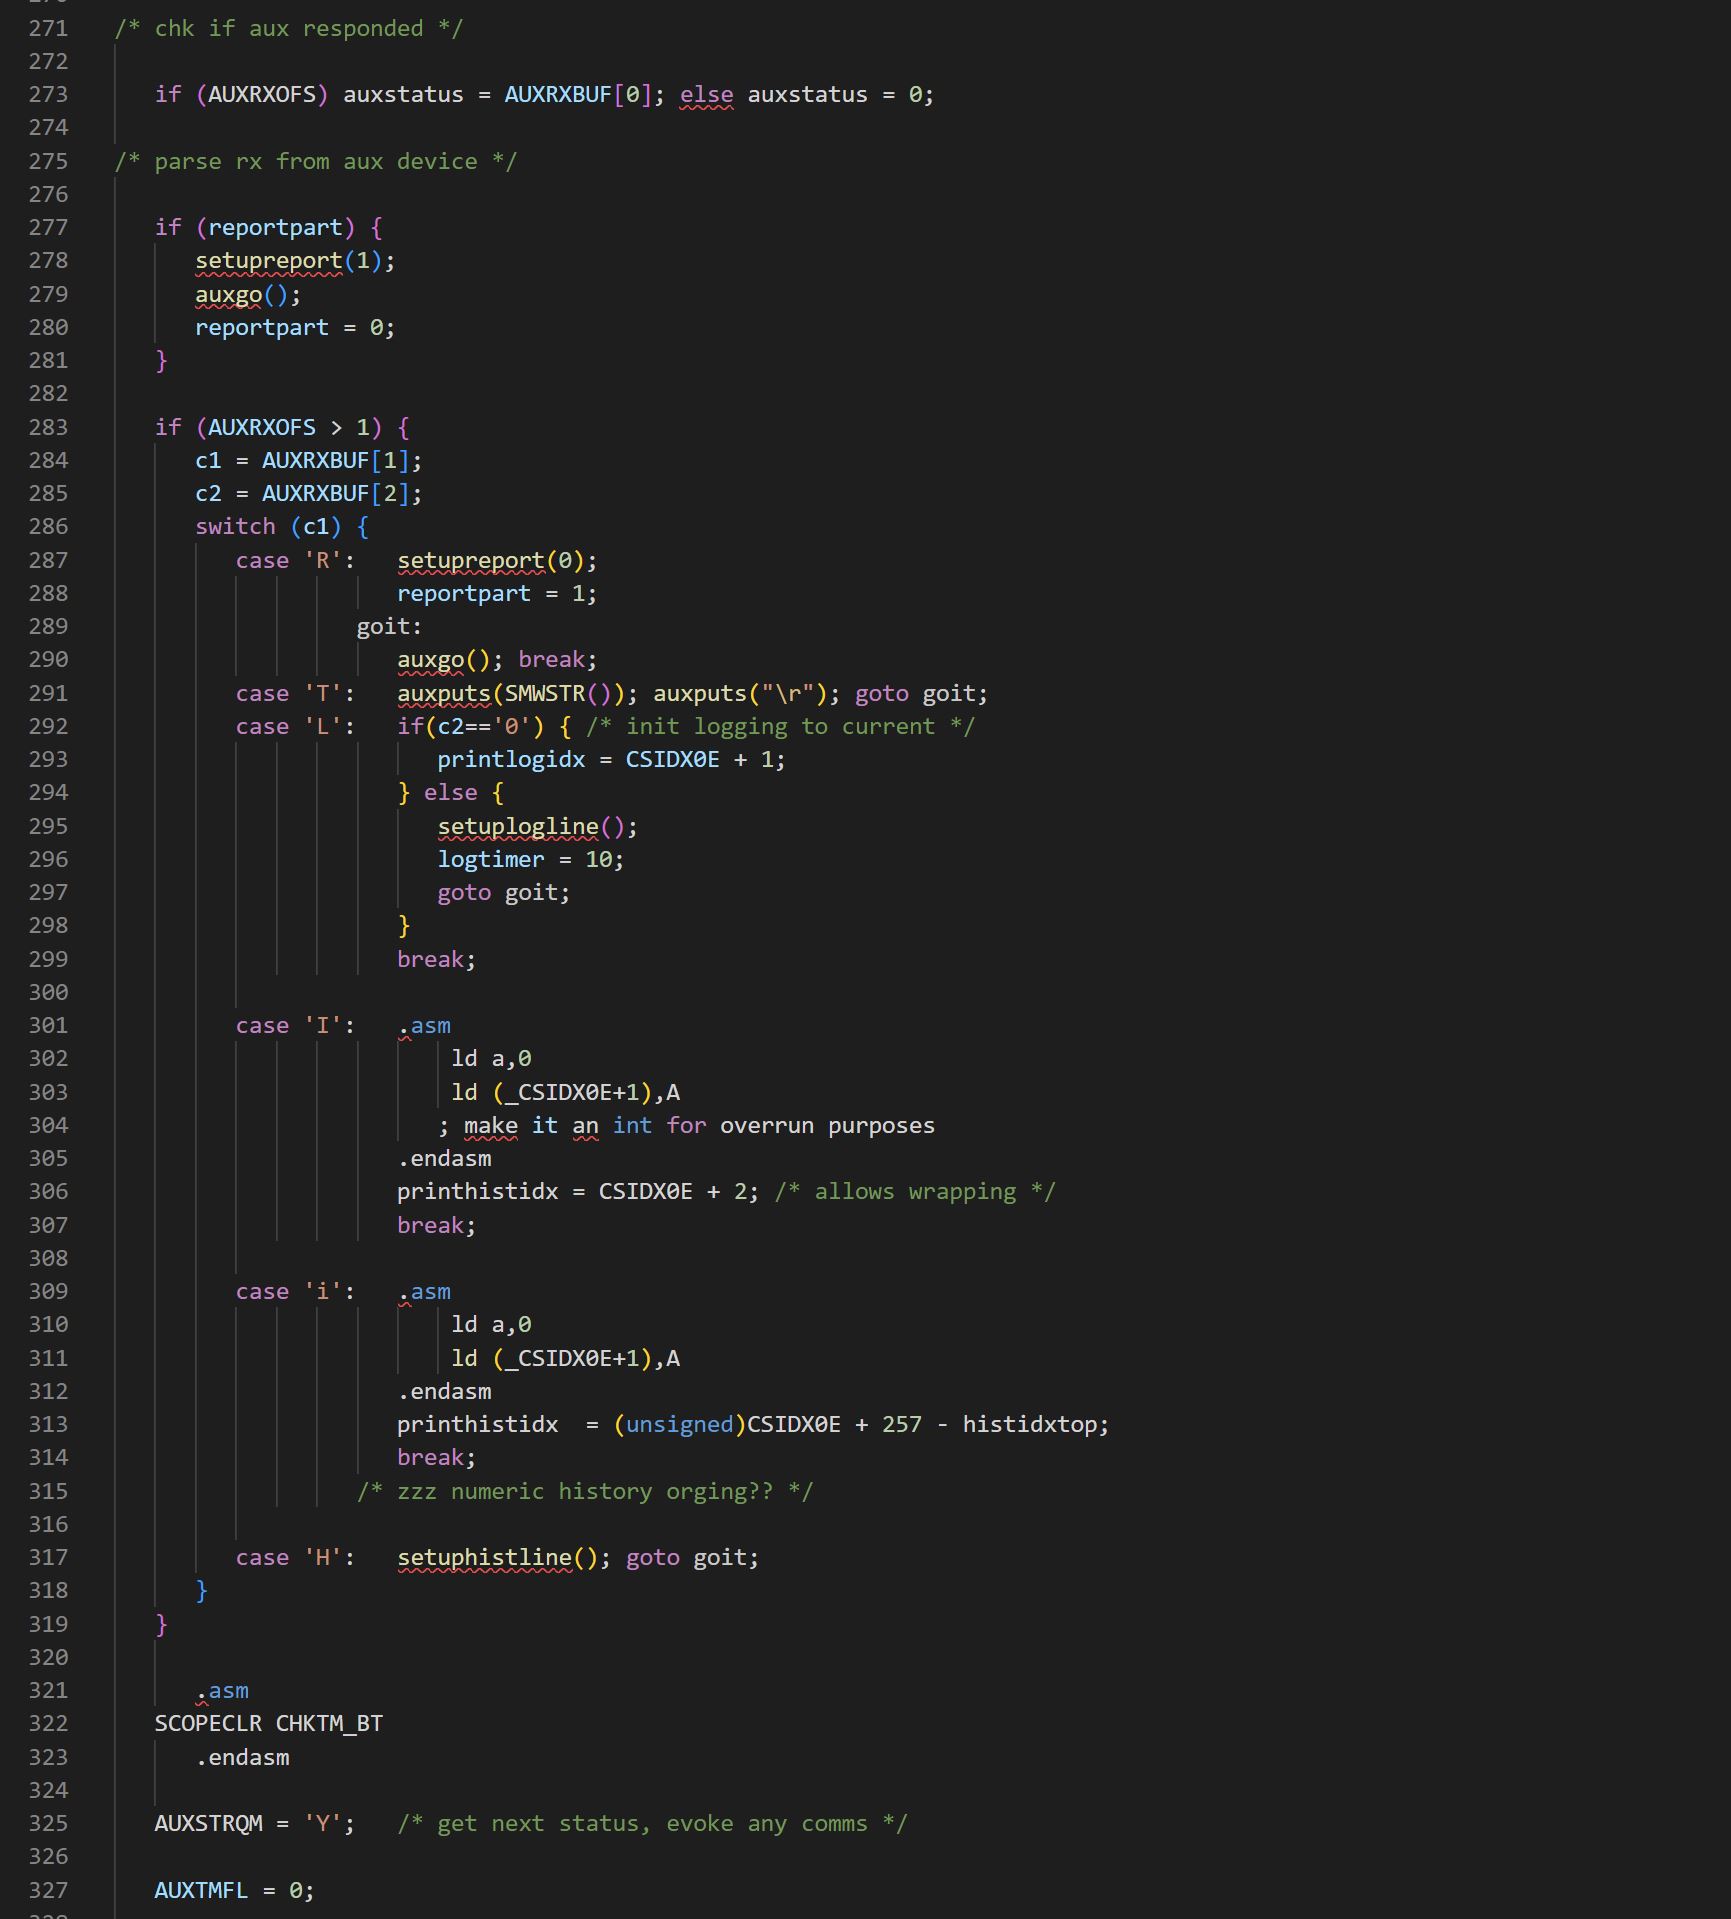 271 /* chk if aux responded */
272
273 if (AUXRXOFS) auxstatus = AUXRXBUF[0]; else auxstatus = 0;
274
275 /* parse rx from aux device */
276
277 if (reportpart) {
278 setupreport(1);
279 auxgo();
280 reportpart = 0;
281 }
282
283 if (AUXRXOFS > 1) {
284 c1 = AUXRXBUF[1];
285 c2 = AUXRXBUF[2];
286 switch (c1) {
287 case 'R': setupreport(0);
288 reportpart = 1;
289 goit:
290 auxgo(); break;
291 case 'T': auxputs(SMWSTR()); auxputs("\r"); goto goit;
292 case 'L': if(c2=='0') { /* init logging to current */
293 printlogidx = CSIDX0E + 1;
294 } else {
295 setuplogline();
296 logtimer = 10;
297 goto goit;
298 }
299 break;
300
301 case 'I': .asm
302 ld a,0
303 ld (_CSIDX0E+1),A
304 ; make it an int for overrun purposes
305 .endasm
306 printhistidx = CSIDX0E + 2; /* allows wrapping */
307 break;
308
309 case 'i': .asm
310 ld a,0
311 ld (_CSIDX0E+1),A
312 .endasm
313 printhistidx = (unsigned)CSIDX0E + 257 - histidxtop;
314 break;
315 /* zzz numeric history orging?? */
316
317 case 'H': setuphistline(); goto goit;
318 }
319 }
320
321 .asm
322 SCOPECLR CHKTM_BT
323 .endasm
324
325 AUXSTRQM = 'Y'; /* get next status, evoke any comms */
326
327 AUXTMFL = 0;